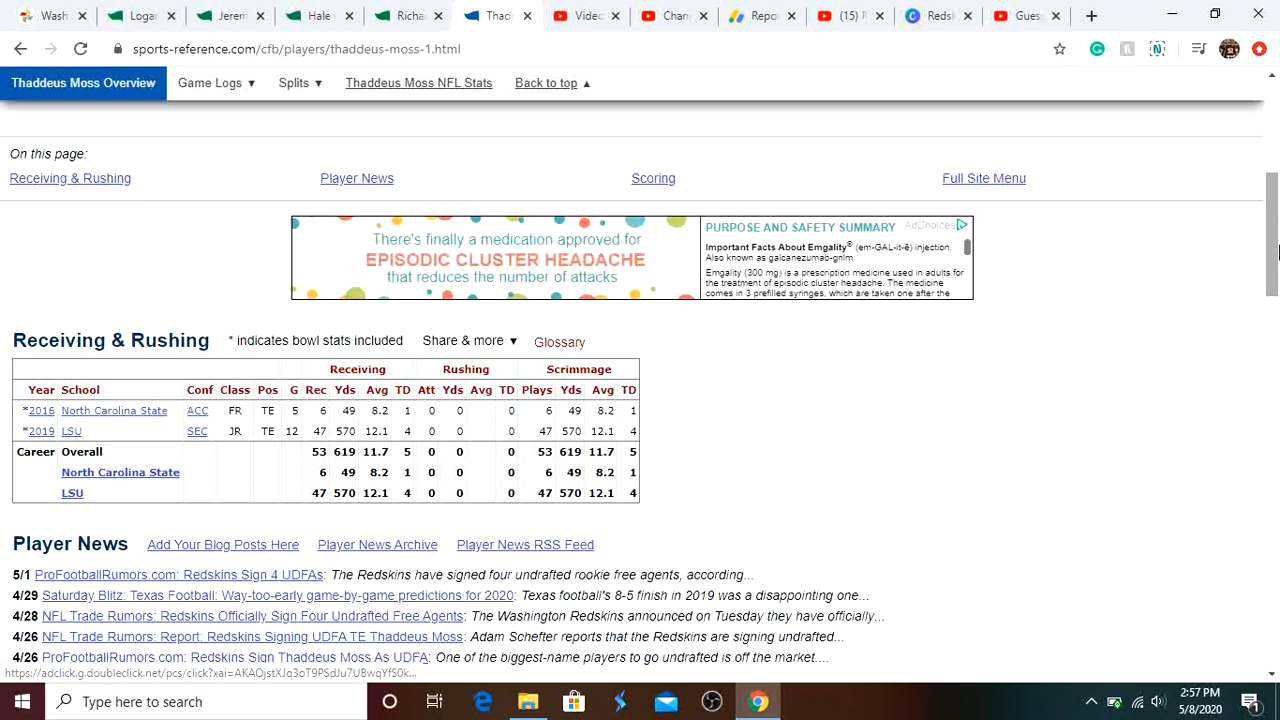 Wash
Logan
Jerem
Hale
Richa
Thad
Video
Chan
Repo
(15) F
Redsk
Gues
sports-reference.com/cfb/players/thaddeus-moss-1.html
Thaddeus Moss Overview Game Logs ▼ Splits ▼ Thaddeus Moss NFL Stats Back to top ▲
On this page:
Receiving & Rushing Player News Scoring Full Site Menu
There's finally a medication approved for
EPISODIC CLUSTER HEADACHE
that reduces the number of attacks
PURPOSE AND SAFETY SUMMARY AdChoices
Important Facts About Emgality® (em-GAL-it-ē) injection.
Also known as galcanezumab-gnlm.
Emgality (300 mg) is a prescription medicine used in adults for
the treatment of episodic cluster headache. The medicine
comes in 3 prefilled syringes, which are taken one after the
Receiving & Rushing * indicates bowl stats included Share & more ▼ Glossary
Receiving Rushing Scrimmage
Year School Conf Class Pos G Rec Yds Avg TD Att Yds Avg TD Plays Yds Avg TD
*2016 North Carolina State ACC FR TE 5 6 49 8.2 1 0 0 0 6 49 8.2 1
*2019 LSU SEC JR TE 12 47 570 12.1 4 0 0 0 47 570 12.1 4
Career Overall 53 619 11.7 5 0 0 0 53 619 11.7 5
North Carolina State 6 49 8.2 1 0 0 0 6 49 8.2 1
LSU 47 570 12.1 4 0 0 0 47 570 12.1 4
Player News Add Your Blog Posts Here Player News Archive Player News RSS Feed
5/1 ProFootballRumors.com: Redskins Sign 4 UDFAs: The Redskins have signed four undrafted rookie free agents, according...
4/29 Saturday Blitz: Texas Football: Way-too-early game-by-game predictions for 2020: Texas football's 8-5 finish in 2019 was a disappointing one...
4/28 NFL Trade Rumors: Redskins Officially Sign Four Undrafted Free Agents: The Washington Redskins announced on Tuesday they have officially...
4/26 NFL Trade Rumors: Report: Redskins Signing UDFA TE Thaddeus Moss: Adam Schefter reports that the Redskins are signing undrafted...
4/26 ProFootballRumors.com: Redskins Sign Thaddeus Moss As UDFA: One of the biggest-name players to go undrafted is off the market....
https://adclick.g.doubleclick.net/pcs/click?xai=AKAOjstXJq3oT9PSdJu7UBwqYfS0k...
Type here to search
2:57 PM
5/8/2020